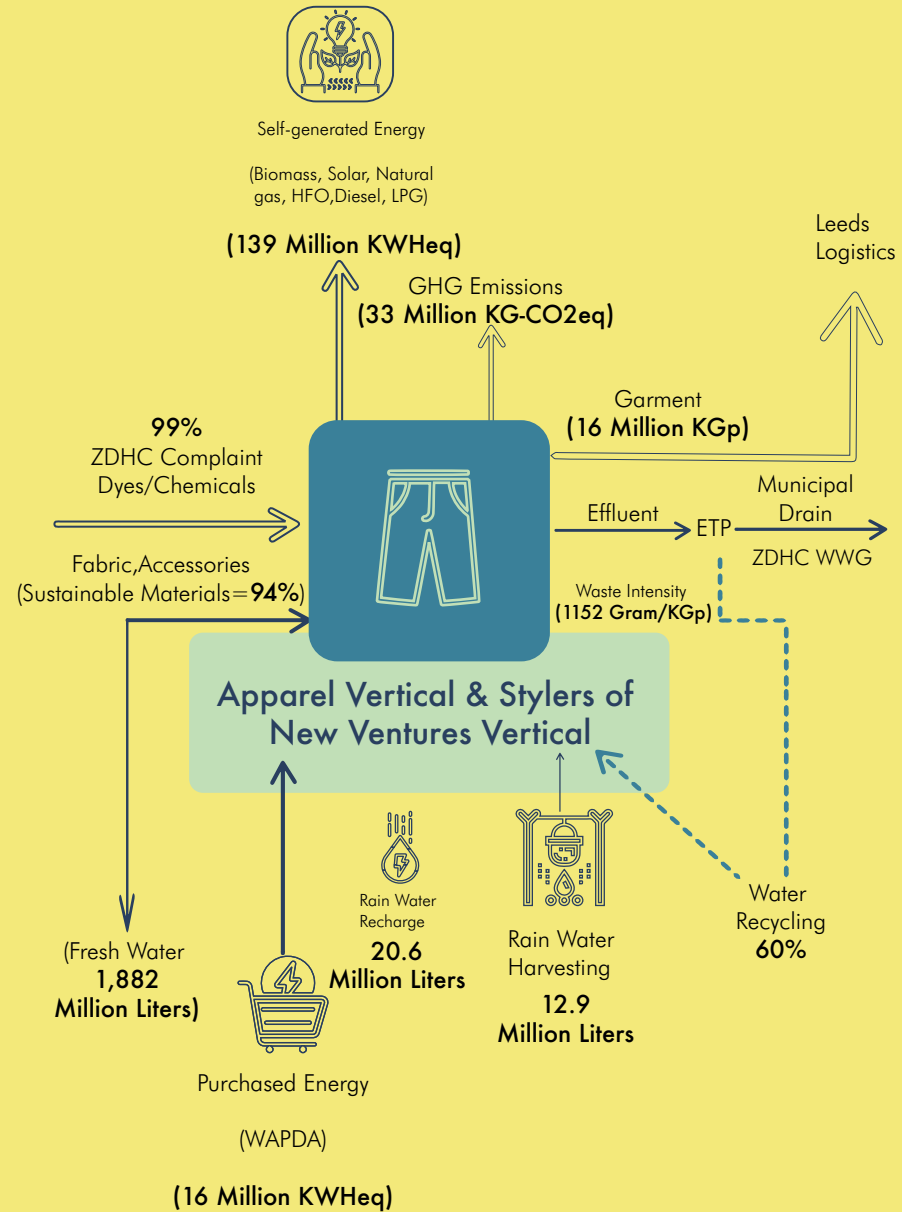 Self-generated Energy
(Biomass, Solar, Natural
gas, HFO,Diesel, LPG)
(139 Million KWHeq)
GHG Emissions
(33 Million KG-CO2eq)
Leeds
Logistics
99%
ZDHC Complaint
Dyes/Chemicals
Garment
(16 Million KGp)
Effluent
ETP
Municipal
Drain
ZDHC WWG
Fabric,Accessories
(Sustainable Materials=94%)
Waste Intensity
(1152 Gram/KGp)
Apparel Vertical & Stylers of
New Ventures Vertical
(Fresh Water
1,882
Million Liters)
Rain Water
Recharge
20.6
Million Liters
Rain Water
Harvesting
12.9
Million Liters
Water
Recycling
60%
Purchased Energy
(WAPDA)
(16 Million KWHeq)